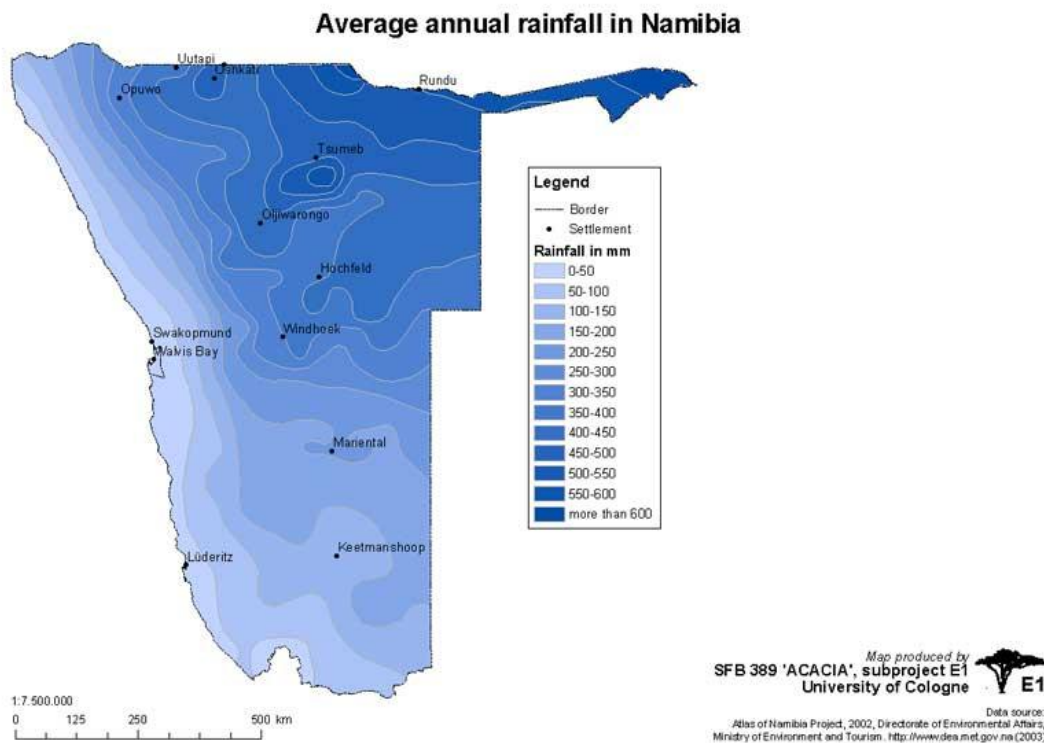 Average annual rainfall in Namibia
Uutapi
Oshkati
Rundu
Opuwo
Tsumeb
Oijiwarongo
Hochfeld
Swakopmund
Windhoek
Walvis Bay
Mariental
Keetmanshoop
Lüderitz
Legend
Border
Settlement
Rainfall in mm
0-50
50-100
100-150
150-200
200-250
250-300
300-350
350-400
400-450
450-500
500-550
550-600
more than 600
Map produced by
SFB 389 'ACACIA', subproject E1
University of Cologne
E1
Data source:
Atlas of Namibia Project, 2002, Directorate of Environmental Affairs,
Ministry of Environment and Tourism. http://www.dea.met.gov.na (2003)
1:7.500.000
0 125 250 500 km